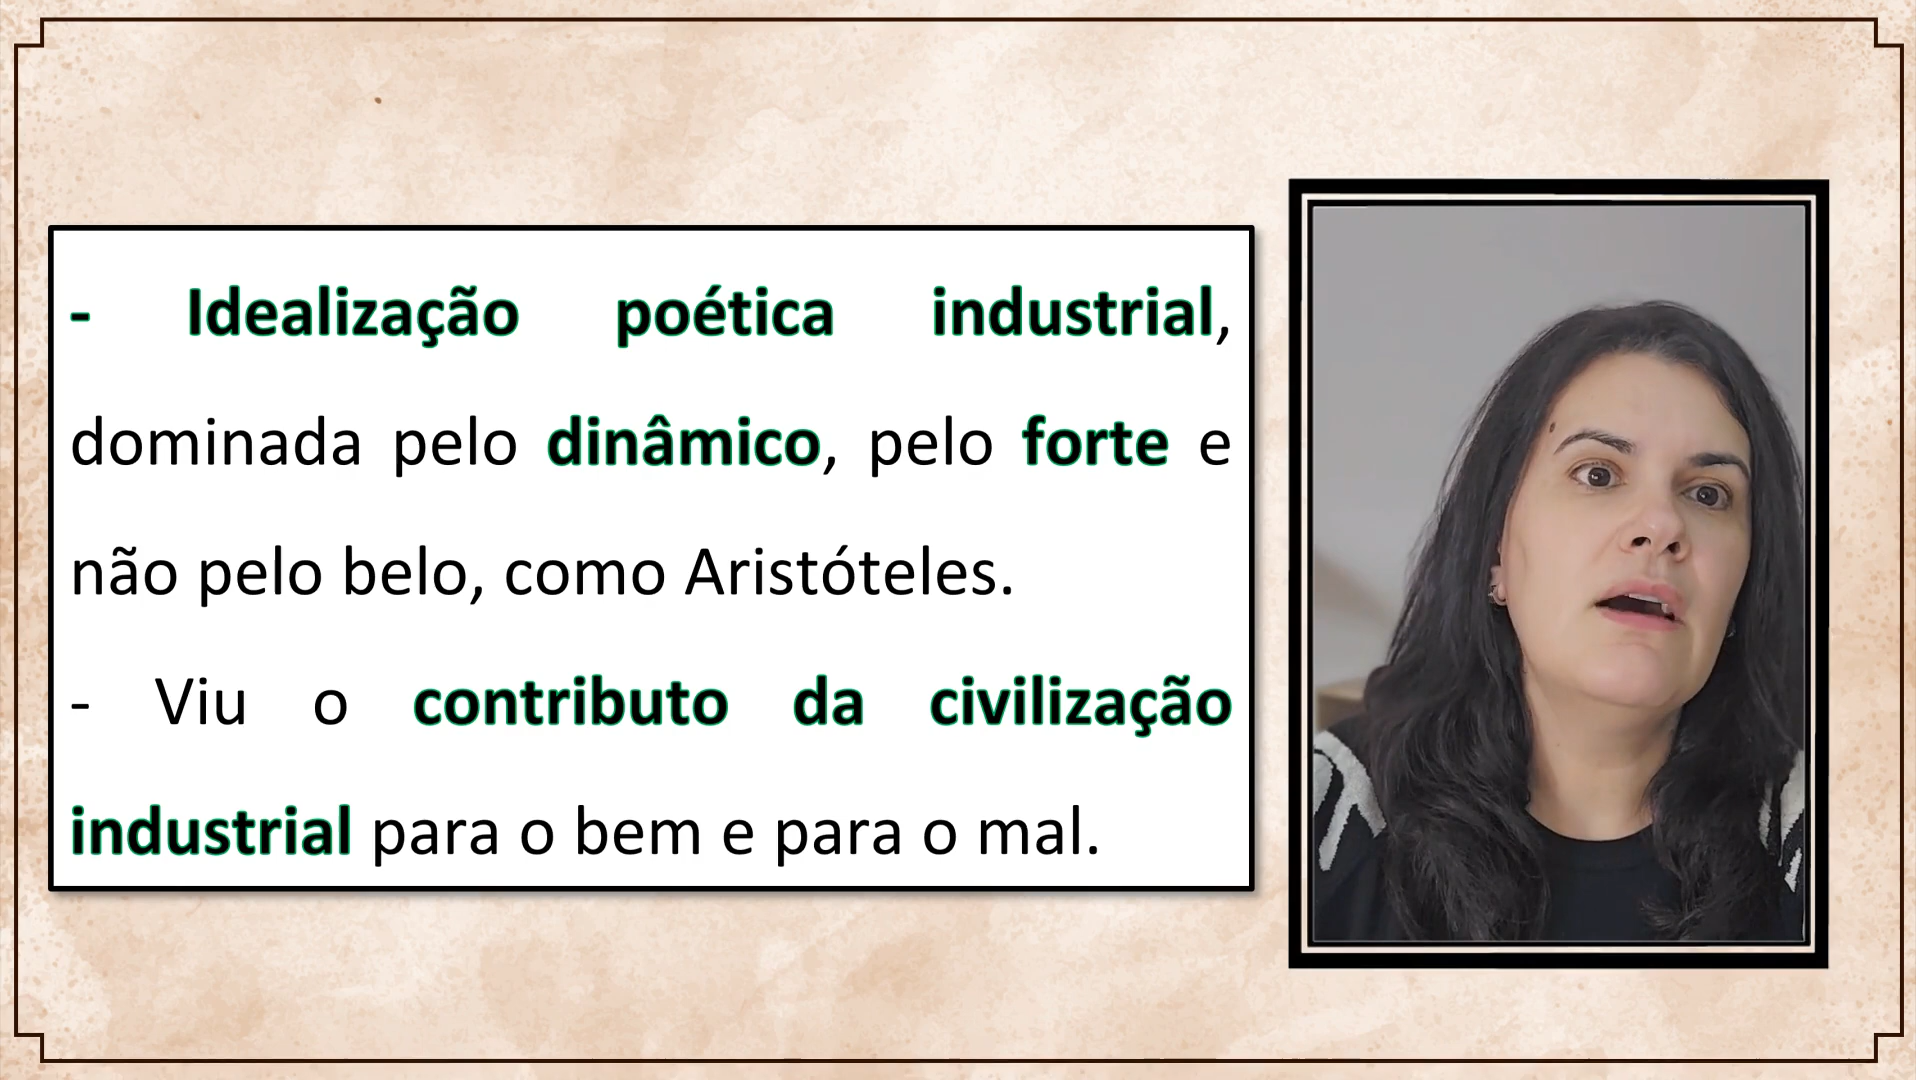 - Idealização poética industrial,
dominada pelo dinâmico, pelo forte e
não pelo belo, como Aristóteles.
- Viu o contributo da civilização
industrial para o bem e para o mal.